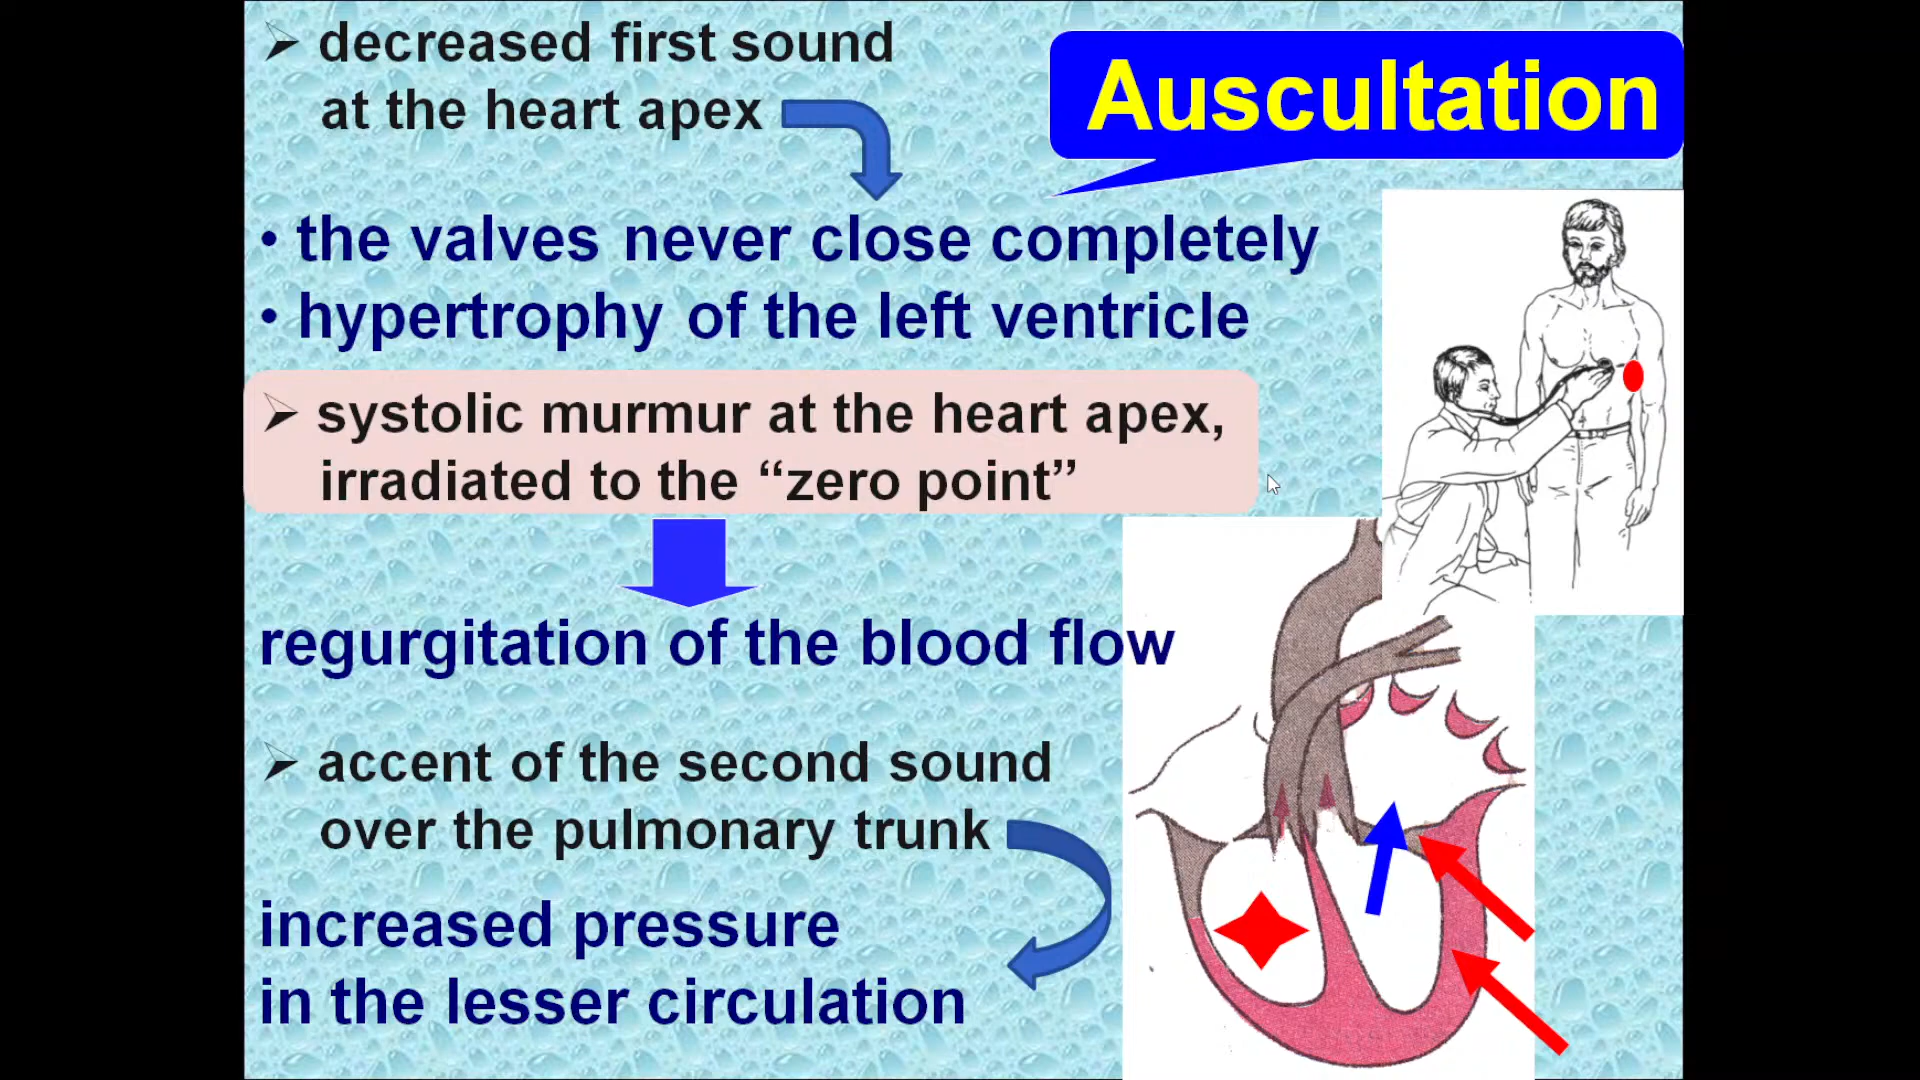 Auscultation
➢ decreased first sound
at the heart apex
• the valves never close completely
• hypertrophy of the left ventricle
➢ systolic murmur at the heart apex,
irradiated to the “zero point”
regurgitation of the blood flow
➢ accent of the second sound
over the pulmonary trunk
increased pressure
in the lesser circulation